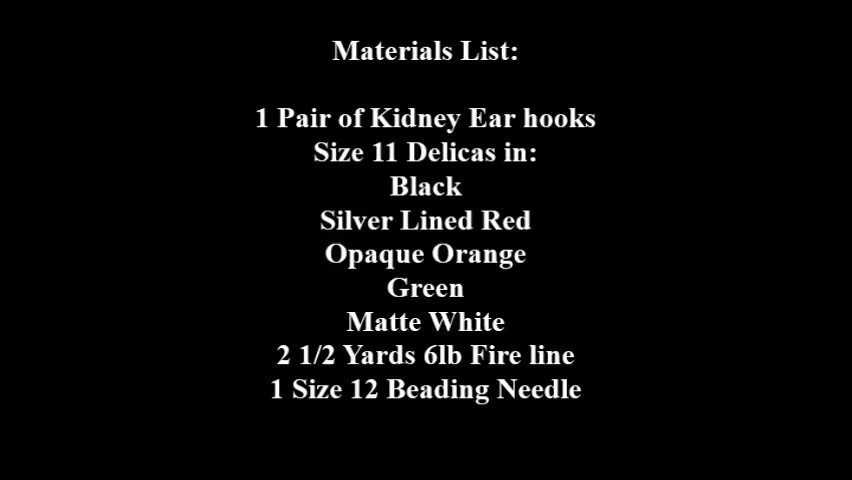 Materials List:
1 Pair of Kidney Ear hooks
Size 11 Delicas in:
Black
Silver Lined Red
Opaque Orange
Green
Matte White
2 1/2 Yards 6lb Fire line
1 Size 12 Beading Needle